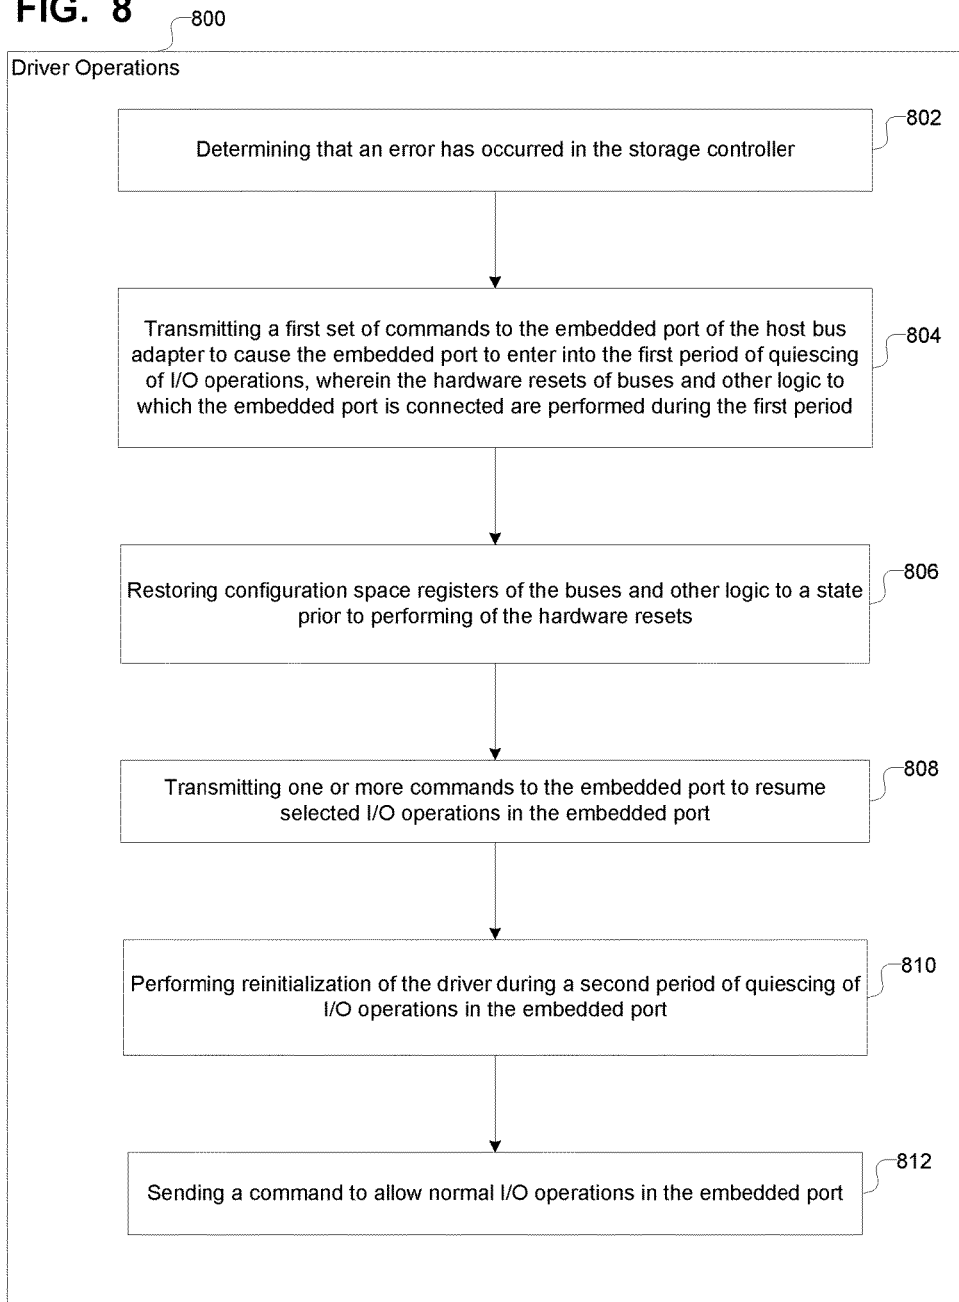 FIG. 8
800
Driver Operations
802
Determining that an error has occurred in the storage controller
804
Transmitting a first set of commands to the embedded port of the host bus
adapter to cause the embedded port to enter into the first period of quiescing
of I/O operations, wherein the hardware resets of buses and other logic to
which the embedded port is connected are performed during the first period
806
Restoring configuration space registers of the buses and other logic to a state
prior to performing of the hardware resets
808
Transmitting one or more commands to the embedded port to resume
selected I/O operations in the embedded port
810
Performing reinitialization of the driver during a second period of quiescing of
I/O operations in the embedded port
812
Sending a command to allow normal I/O operations in the embedded port